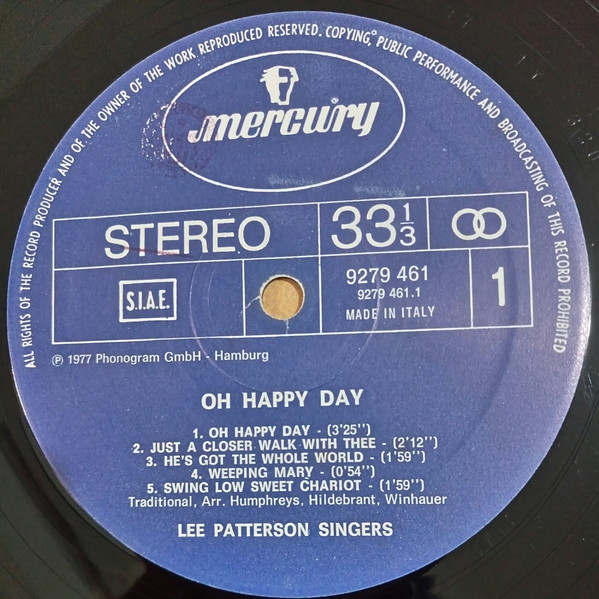 ALL RIGHTS OF THE RECORD PRODUCER AND OF THE OWNER OF THE WORK REPRODUCED RESERVED. COPYING, PUBLIC PERFORMANCE AND BROADCASTING OF THIS RECORD PROHIBITED
mercury
STEREO
33 1/3
S.I.A.E.
9279 461
9279 461.1
MADE IN ITALY
1
℗ 1977 Phonogram GmbH - Hamburg
OH HAPPY DAY
1. OH HAPPY DAY - (3'25'')
2. JUST A CLOSER WALK WITH THEE - (2'12'')
3. HE'S GOT THE WHOLE WORLD - (1'59'')
4. WEEPING MARY - (0'54'')
5. SWING LOW SWEET CHARIOT - (1'59'')
Traditional, Arr. Humphreys, Hildebrant, Winhauer
LEE PATTERSON SINGERS